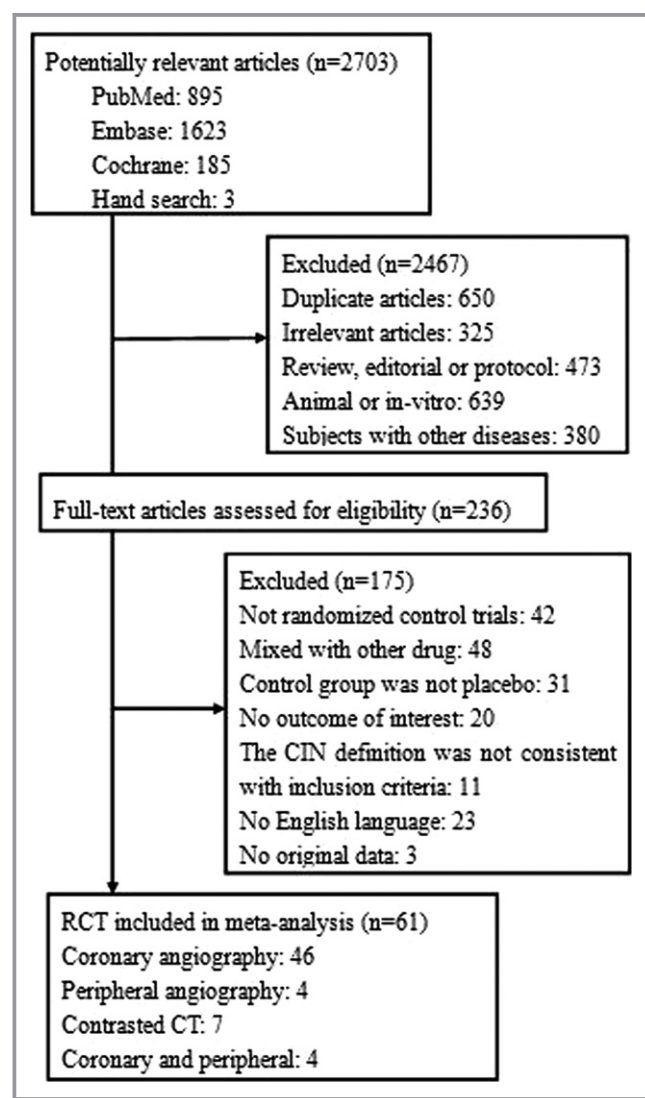 Potentially relevant articles (n=2703)
PubMed: 895
Embase: 1623
Cochrane: 185
Hand search: 3
Excluded (n=2467)
Duplicate articles: 650
Irrelevant articles: 325
Review, editorial or protocol: 473
Animal or in-vitro: 639
Subjects with other diseases: 380
Full-text articles assessed for eligibility (n=236)
Excluded (n=175)
Not randomized control trials: 42
Mixed with other drug: 48
Control group was not placebo: 31
No outcome of interest: 20
The CIN definition was not consistent
with inclusion criteria: 11
No English language: 23
No original data: 3
RCT included in meta-analysis (n=61)
Coronary angiography: 46
Peripheral angiography: 4
Contrasted CT: 7
Coronary and peripheral: 4